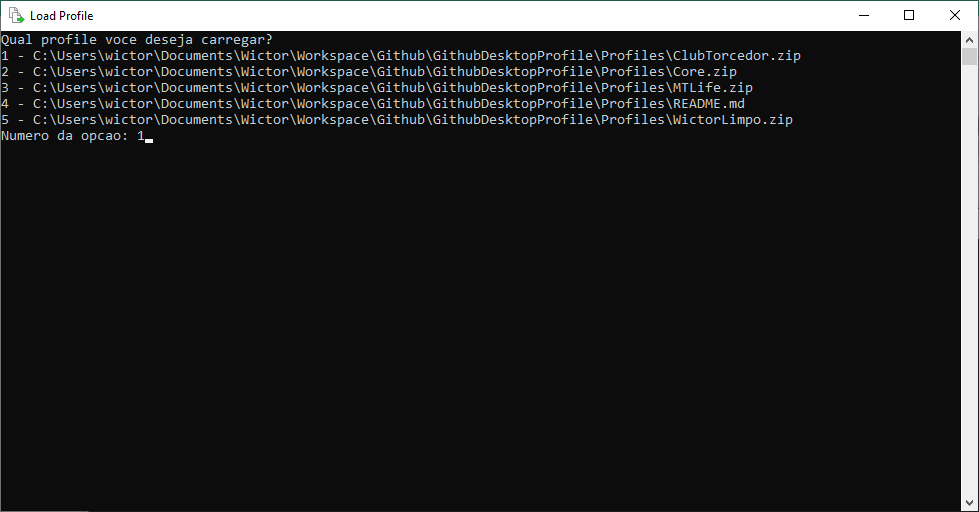 Load Profile
Qual profile voce deseja carregar?
1 - C:\Users\wictor\Documents\Wictor\Workspace\Github\GithubDesktopProfile\Profiles\ClubTorcedor.zip
2 - C:\Users\wictor\Documents\Wictor\Workspace\Github\GithubDesktopProfile\Profiles\Core.zip
3 - C:\Users\wictor\Documents\Wictor\Workspace\Github\GithubDesktopProfile\Profiles\MTLife.zip
4 - C:\Users\wictor\Documents\Wictor\Workspace\Github\GithubDesktopProfile\Profiles\README.md
5 - C:\Users\wictor\Documents\Wictor\Workspace\Github\GithubDesktopProfile\Profiles\WictorLimpo.zip
Numero da opcao: 1